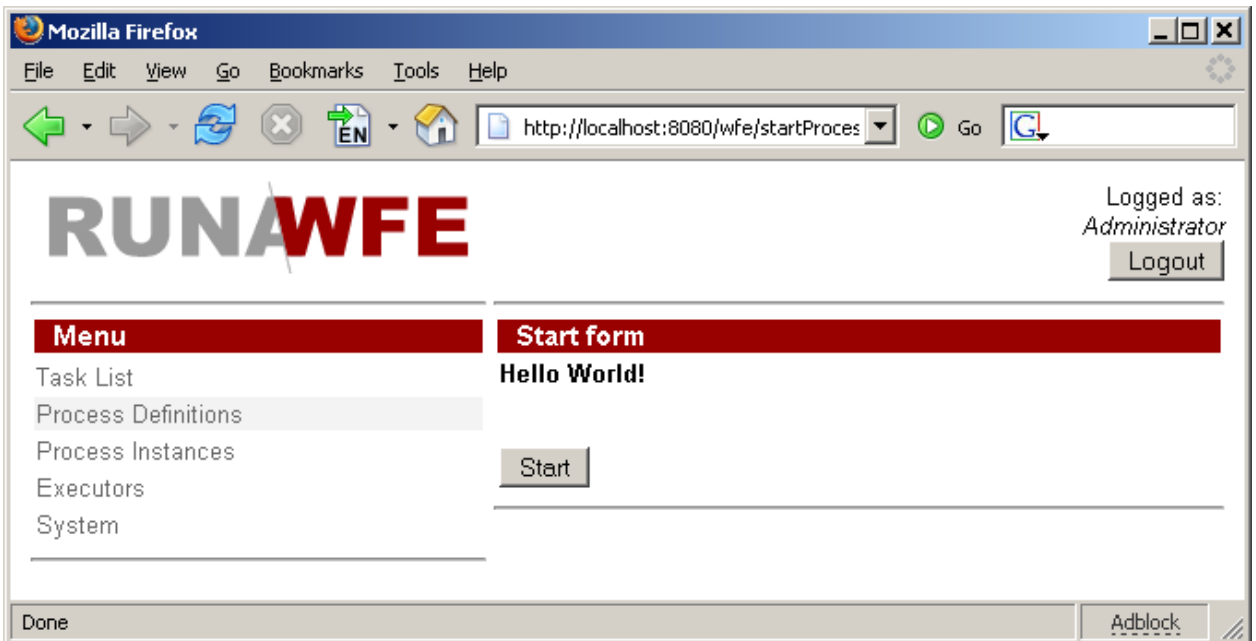 Mozilla Firefox
File Edit View Go Bookmarks Tools Help
EN http://localhost:8080/wfe/startProces Go G
RUNAWFE
Logged as:
Administrator
Logout
Menu
Task List
Process Definitions
Process Instances
Executors
System
Start form
Hello World!
Start
Done Adblock